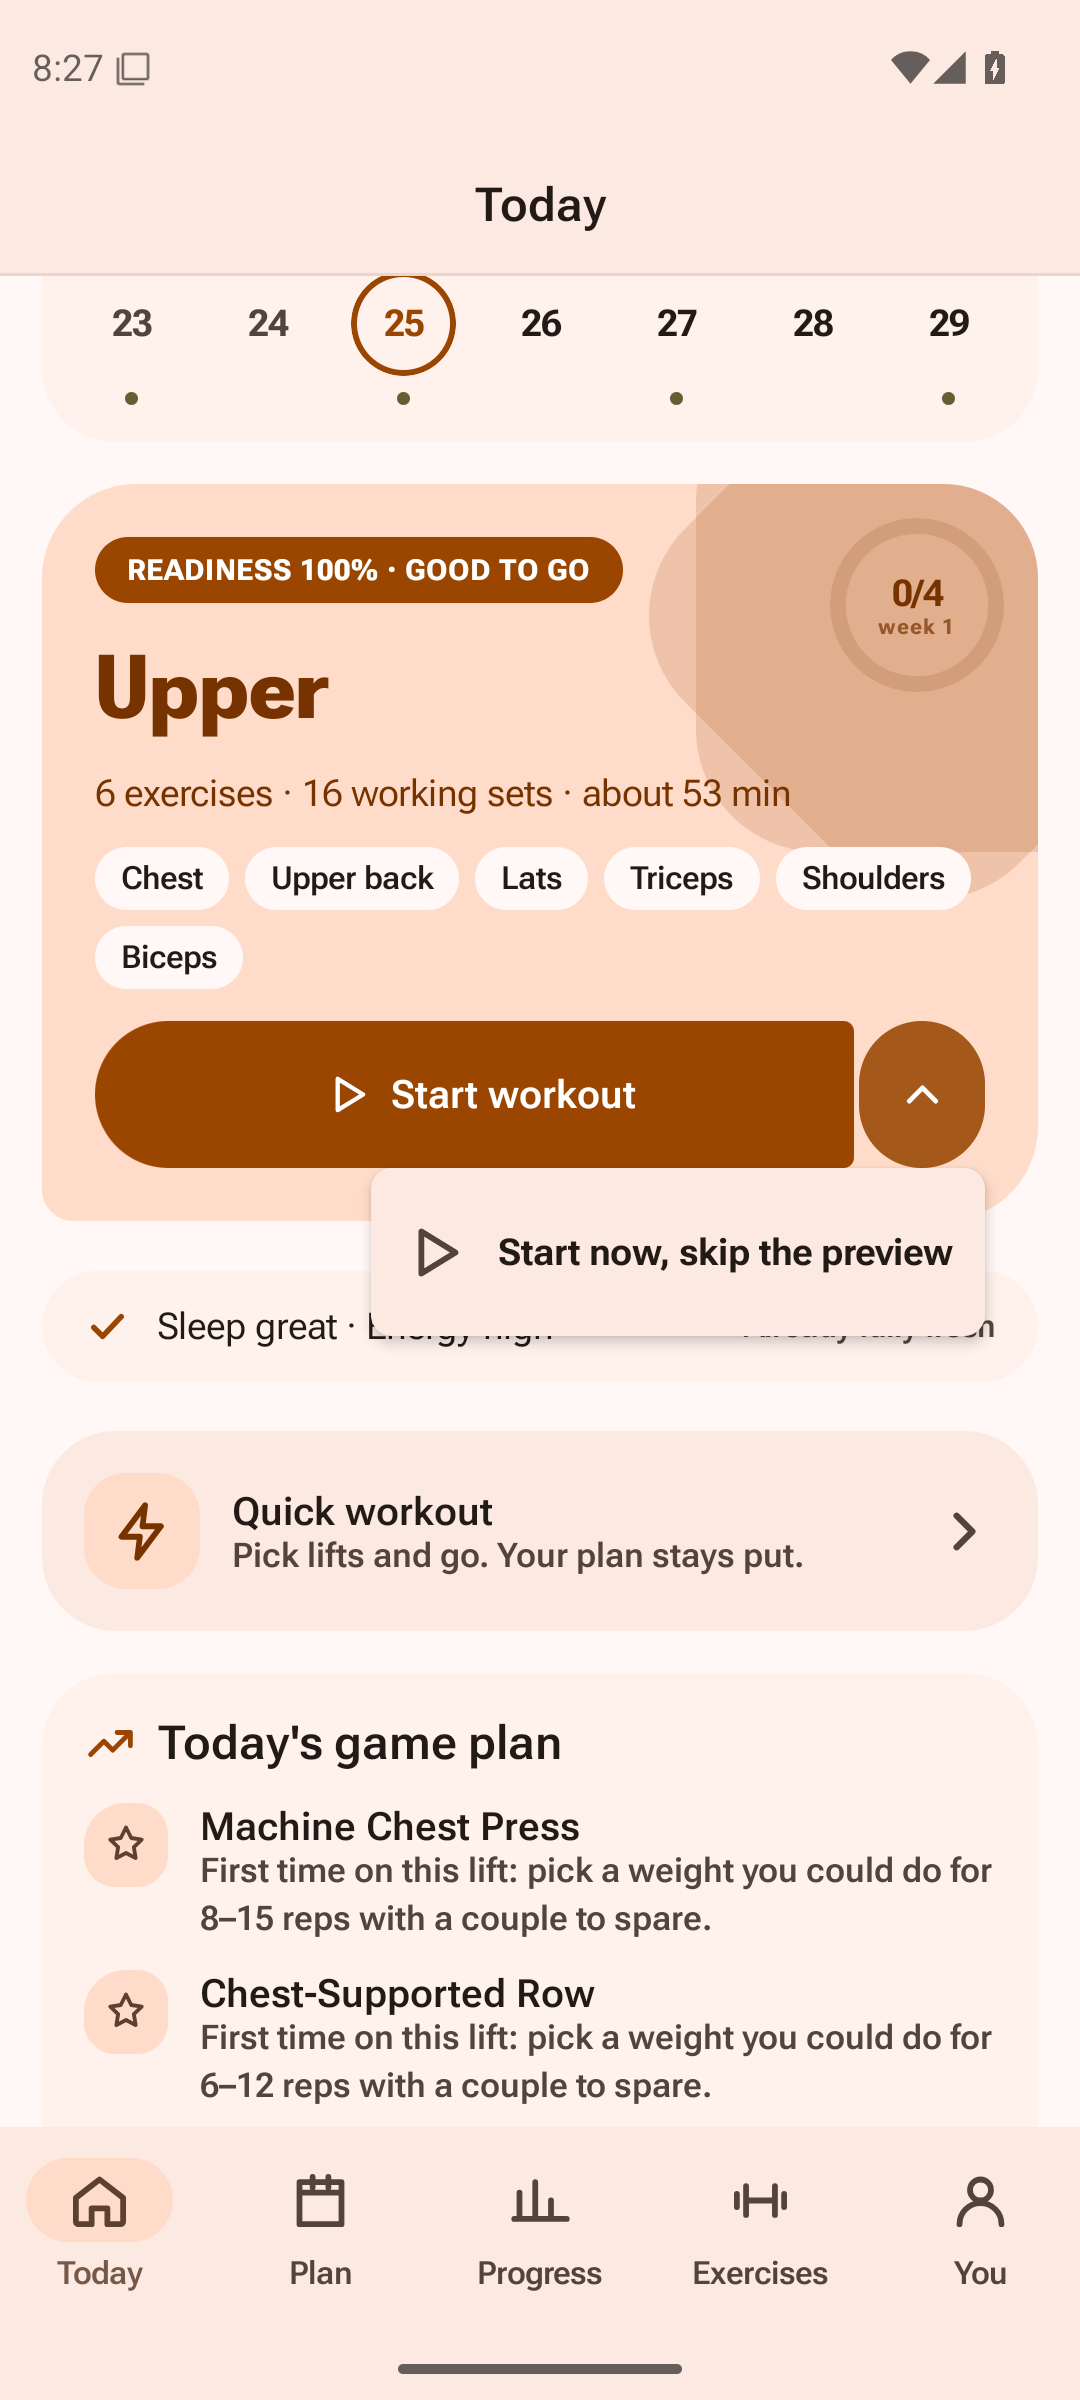 8:27
Today
23 24 25 26 27 28 29
READINESS 100% · GOOD TO GO
0/4
week 1
Upper
6 exercises · 16 working sets · about 53 min
Chest Upper back Lats Triceps Shoulders
Biceps
Start workout
Start now, skip the preview
Sleep great ·
Quick workout
Pick lifts and go. Your plan stays put.
Today's game plan
Machine Chest Press
First time on this lift: pick a weight you could do for
8–15 reps with a couple to spare.
Chest-Supported Row
First time on this lift: pick a weight you could do for
6–12 reps with a couple to spare.
Today Plan Progress Exercises You